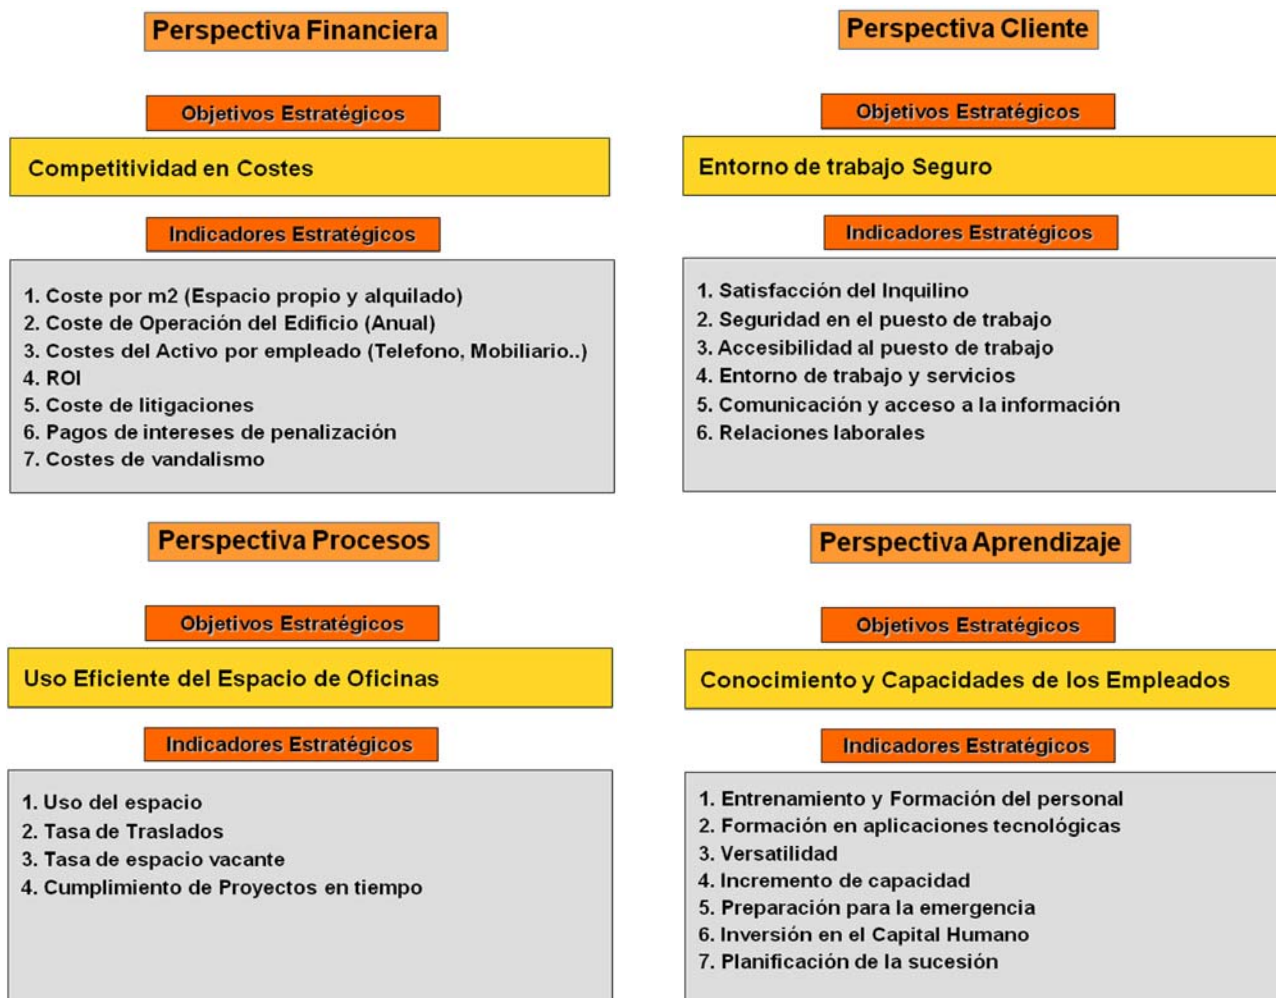 Perspectiva Financiera
Objetivos Estratégicos
Competitividad en Costes
Indicadores Estratégicos
1. Coste por m2 (Espacio propio y alquilado)
2. Coste de Operación del Edificio (Anual)
3. Costes del Activo por empleado (Telefono, Mobiliario..)
4. ROI
5. Coste de litigaciones
6. Pagos de intereses de penalización
7. Costes de vandalismo
Perspectiva Cliente
Objetivos Estratégicos
Entorno de trabajo Seguro
Indicadores Estratégicos
1. Satisfacción del Inquilino
2. Seguridad en el puesto de trabajo
3. Accesibilidad al puesto de trabajo
4. Entorno de trabajo y servicios
5. Comunicación y acceso a la información
6. Relaciones laborales
Perspectiva Procesos
Objetivos Estratégicos
Uso Eficiente del Espacio de Oficinas
Indicadores Estratégicos
1. Uso del espacio
2. Tasa de Traslados
3. Tasa de espacio vacante
4. Cumplimiento de Proyectos en tiempo
Perspectiva Aprendizaje
Objetivos Estratégicos
Conocimiento y Capacidades de los Empleados
Indicadores Estratégicos
1. Entrenamiento y Formación del personal
2. Formación en aplicaciones tecnológicas
3. Versatilidad
4. Incremento de capacidad
5. Preparación para la emergencia
6. Inversión en el Capital Humano
7. Planificación de la sucesión